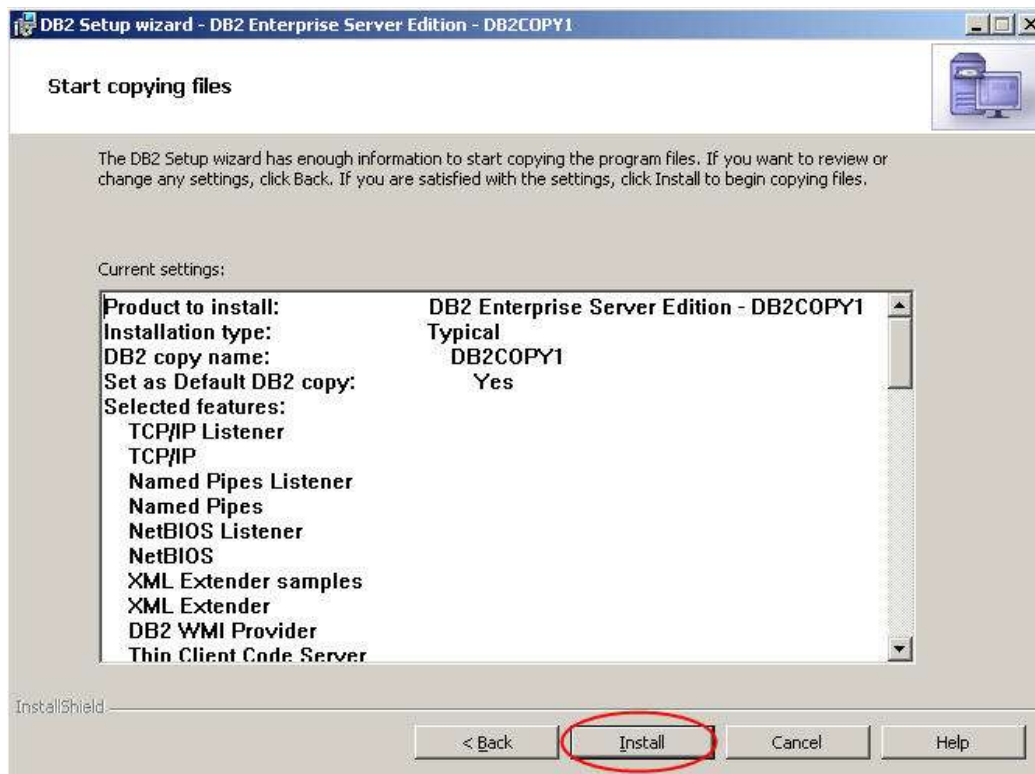 DB2 Setup wizard - DB2 Enterprise Server Edition - DB2COPY1
Start copying files
The DB2 Setup wizard has enough information to start copying the program files. If you want to review or
change any settings, click Back. If you are satisfied with the settings, click Install to begin copying files.
Current settings:
Product to install: DB2 Enterprise Server Edition - DB2COPY1
Installation type: Typical
DB2 copy name: DB2COPY1
Set as Default DB2 copy: Yes
Selected features:
TCP/IP Listener
TCP/IP
Named Pipes Listener
Named Pipes
NetBIOS Listener
NetBIOS
XML Extender samples
XML Extender
DB2 WMI Provider
Thin Client Code Server
InstallShield
< Back Install Cancel Help